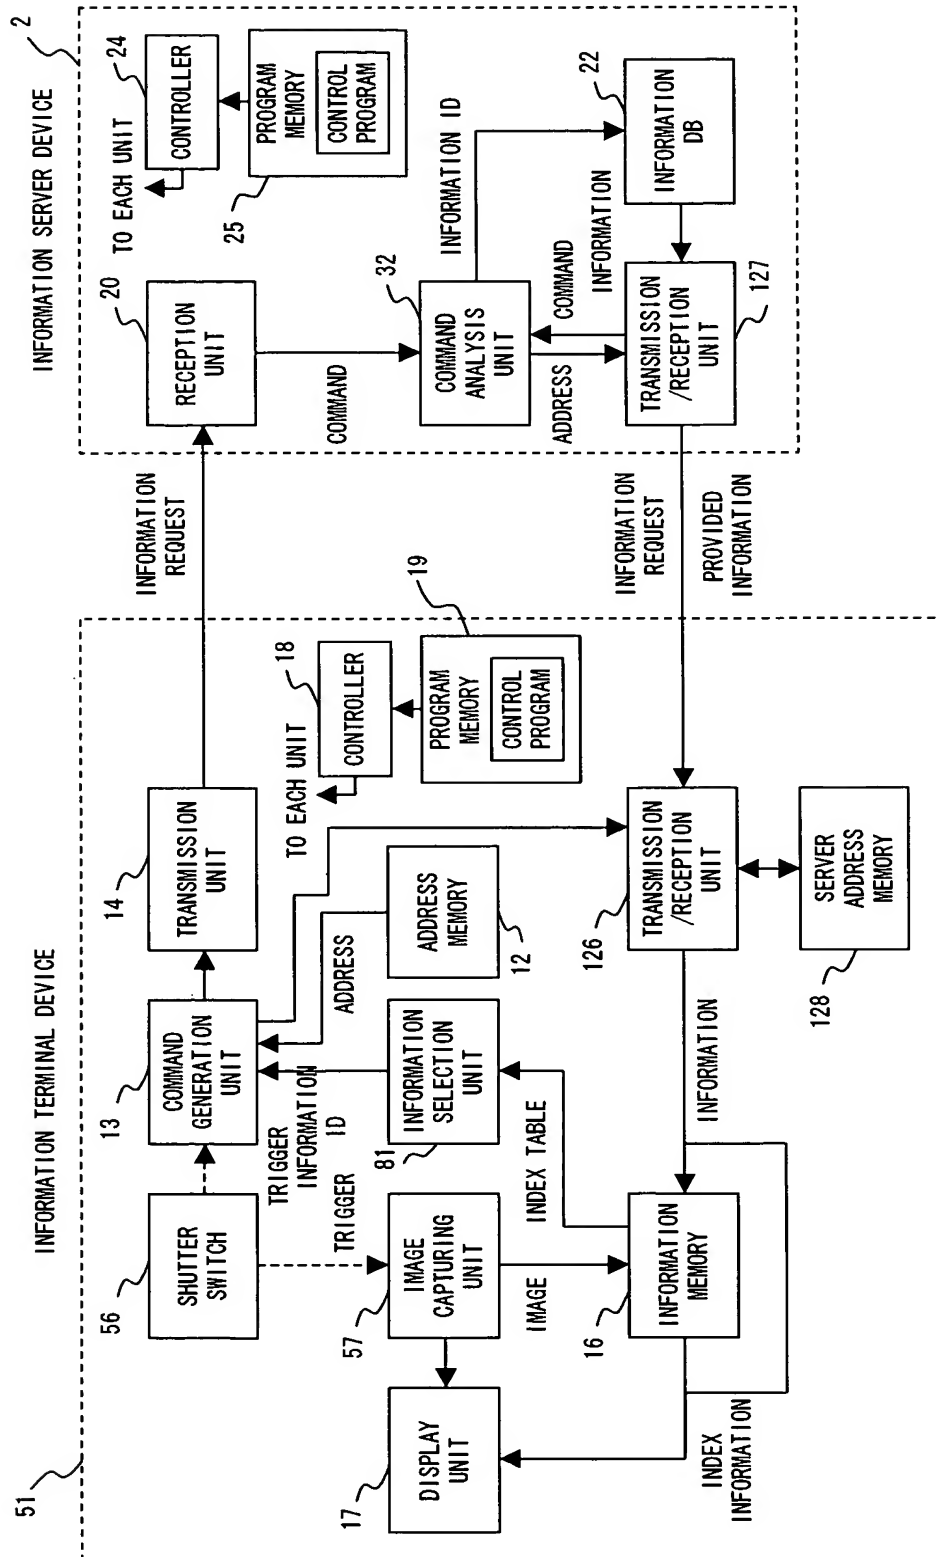 INFORMATION TERMINAL DEVICE
51
56
SHUTTER
SWITCH
13
COMMAND
GENERATION
UNIT
14
TRANSMISSION
UNIT
INFORMATION
REQUEST
TRIGGER
INFORMATION
ID
TRIGGER
ADDRESS
TO EACH UNIT
18
CONTROLLER
19
PROGRAM
MEMORY
CONTROL
PROGRAM
17
DISPLAY
UNIT
57
IMAGE
CAPTURING
UNIT
81
INFORMATION
SELECTION
UNIT
12
ADDRESS
MEMORY
IMAGE
INDEX TABLE
16
INFORMATION
MEMORY
INFORMATION
126
TRANSMISSION
/RECEPTION
UNIT
INFORMATION
REQUEST
PROVIDED
INFORMATION
INDEX
INFORMATION
128
SERVER
ADDRESS
MEMORY
INFORMATION SERVER DEVICE
2
20
RECEPTION
UNIT
TO EACH UNIT
24
CONTROLLER
25
PROGRAM
MEMORY
CONTROL
PROGRAM
COMMAND
32
COMMAND
ANALYSIS
UNIT
INFORMATION ID
ADDRESS
COMMAND
INFORMATION
22
INFORMATION
DB
TRANSMISSION
/RECEPTION
UNIT
127